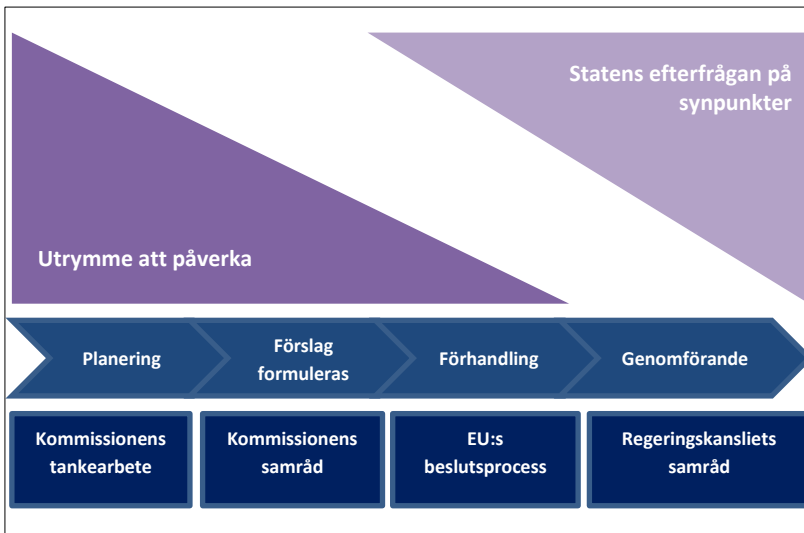 Statens efterfrågan på
synpunkter
Utrymme att påverka
Planering
Förslag
formuleras
Förhandling
Genomförande
Kommissionens
tankearbete
Kommissionens
samråd
EU:s
beslutsprocess
Regeringskansliets
samråd